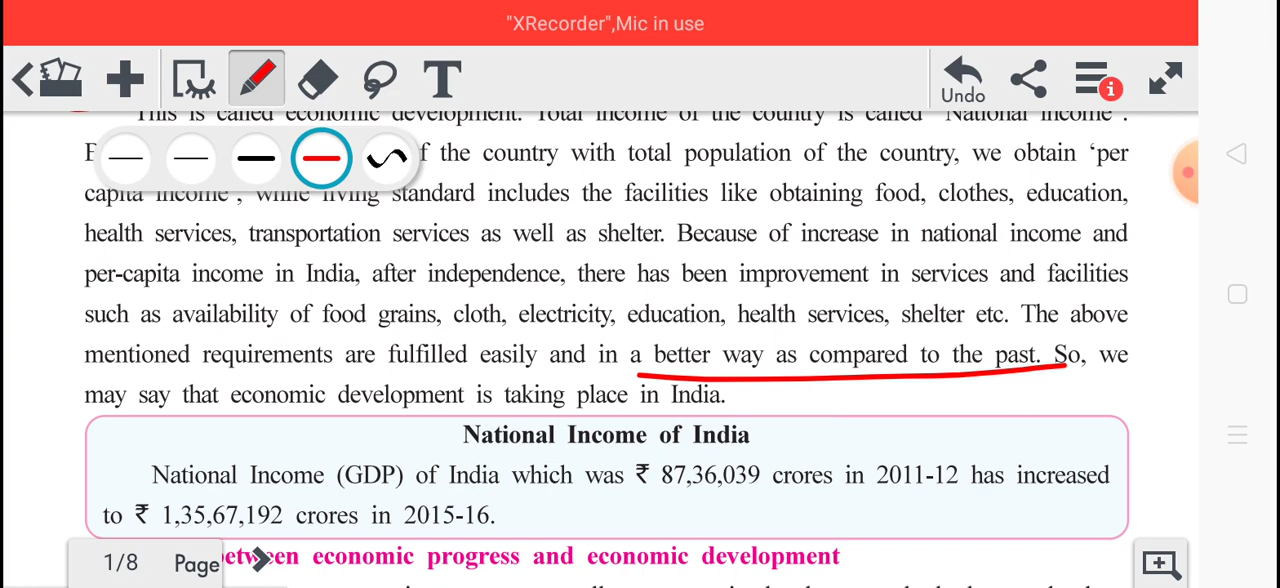 "XRecorder",Mic in use
T
Undo
i
This is called economic development. Total income of the country is called 'National income'.
f the country with total population of the country, we obtain ‘per
capita income', while living standard includes the facilities like obtaining food, clothes, education,
health services, transportation services as well as shelter. Because of increase in national income and
per-capita income in India, after independence, there has been improvement in services and facilities
such as availability of food grains, cloth, electricity, education, health services, shelter etc. The above
mentioned requirements are fulfilled easily and in a better way as compared to the past. So, we
may say that economic development is taking place in India.
National Income of India
National Income (GDP) of India which was ₹ 87,36,039 crores in 2011-12 has increased
to ₹ 1,35,67,192 crores in 2015-16.
between economic progress and economic development
1/8 Page